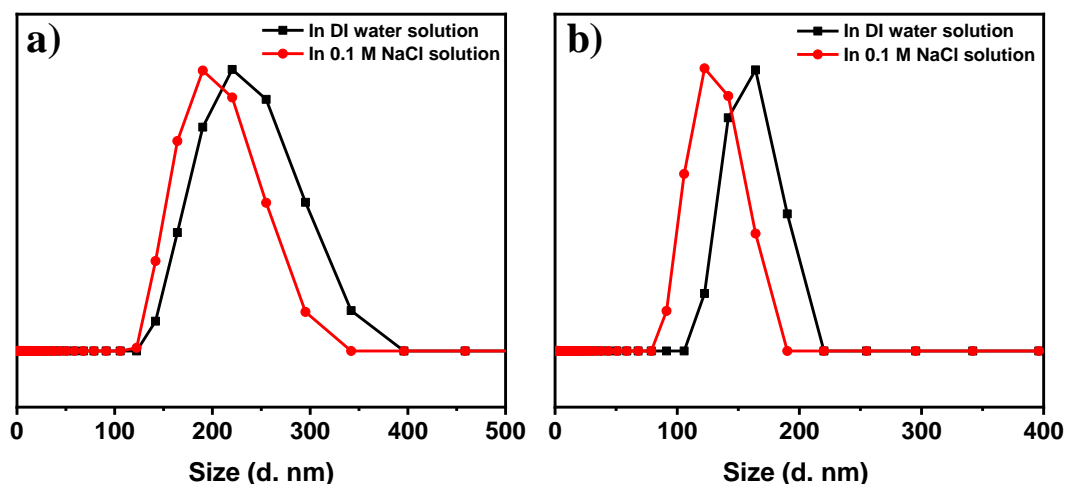 a)
In DI water solution
In 0.1 M NaCl solution
0 100 200 300 400 500
Size (d. nm)
b)
In DI water solution
In 0.1 M NaCl solution
0 100 200 300 400
Size (d. nm)